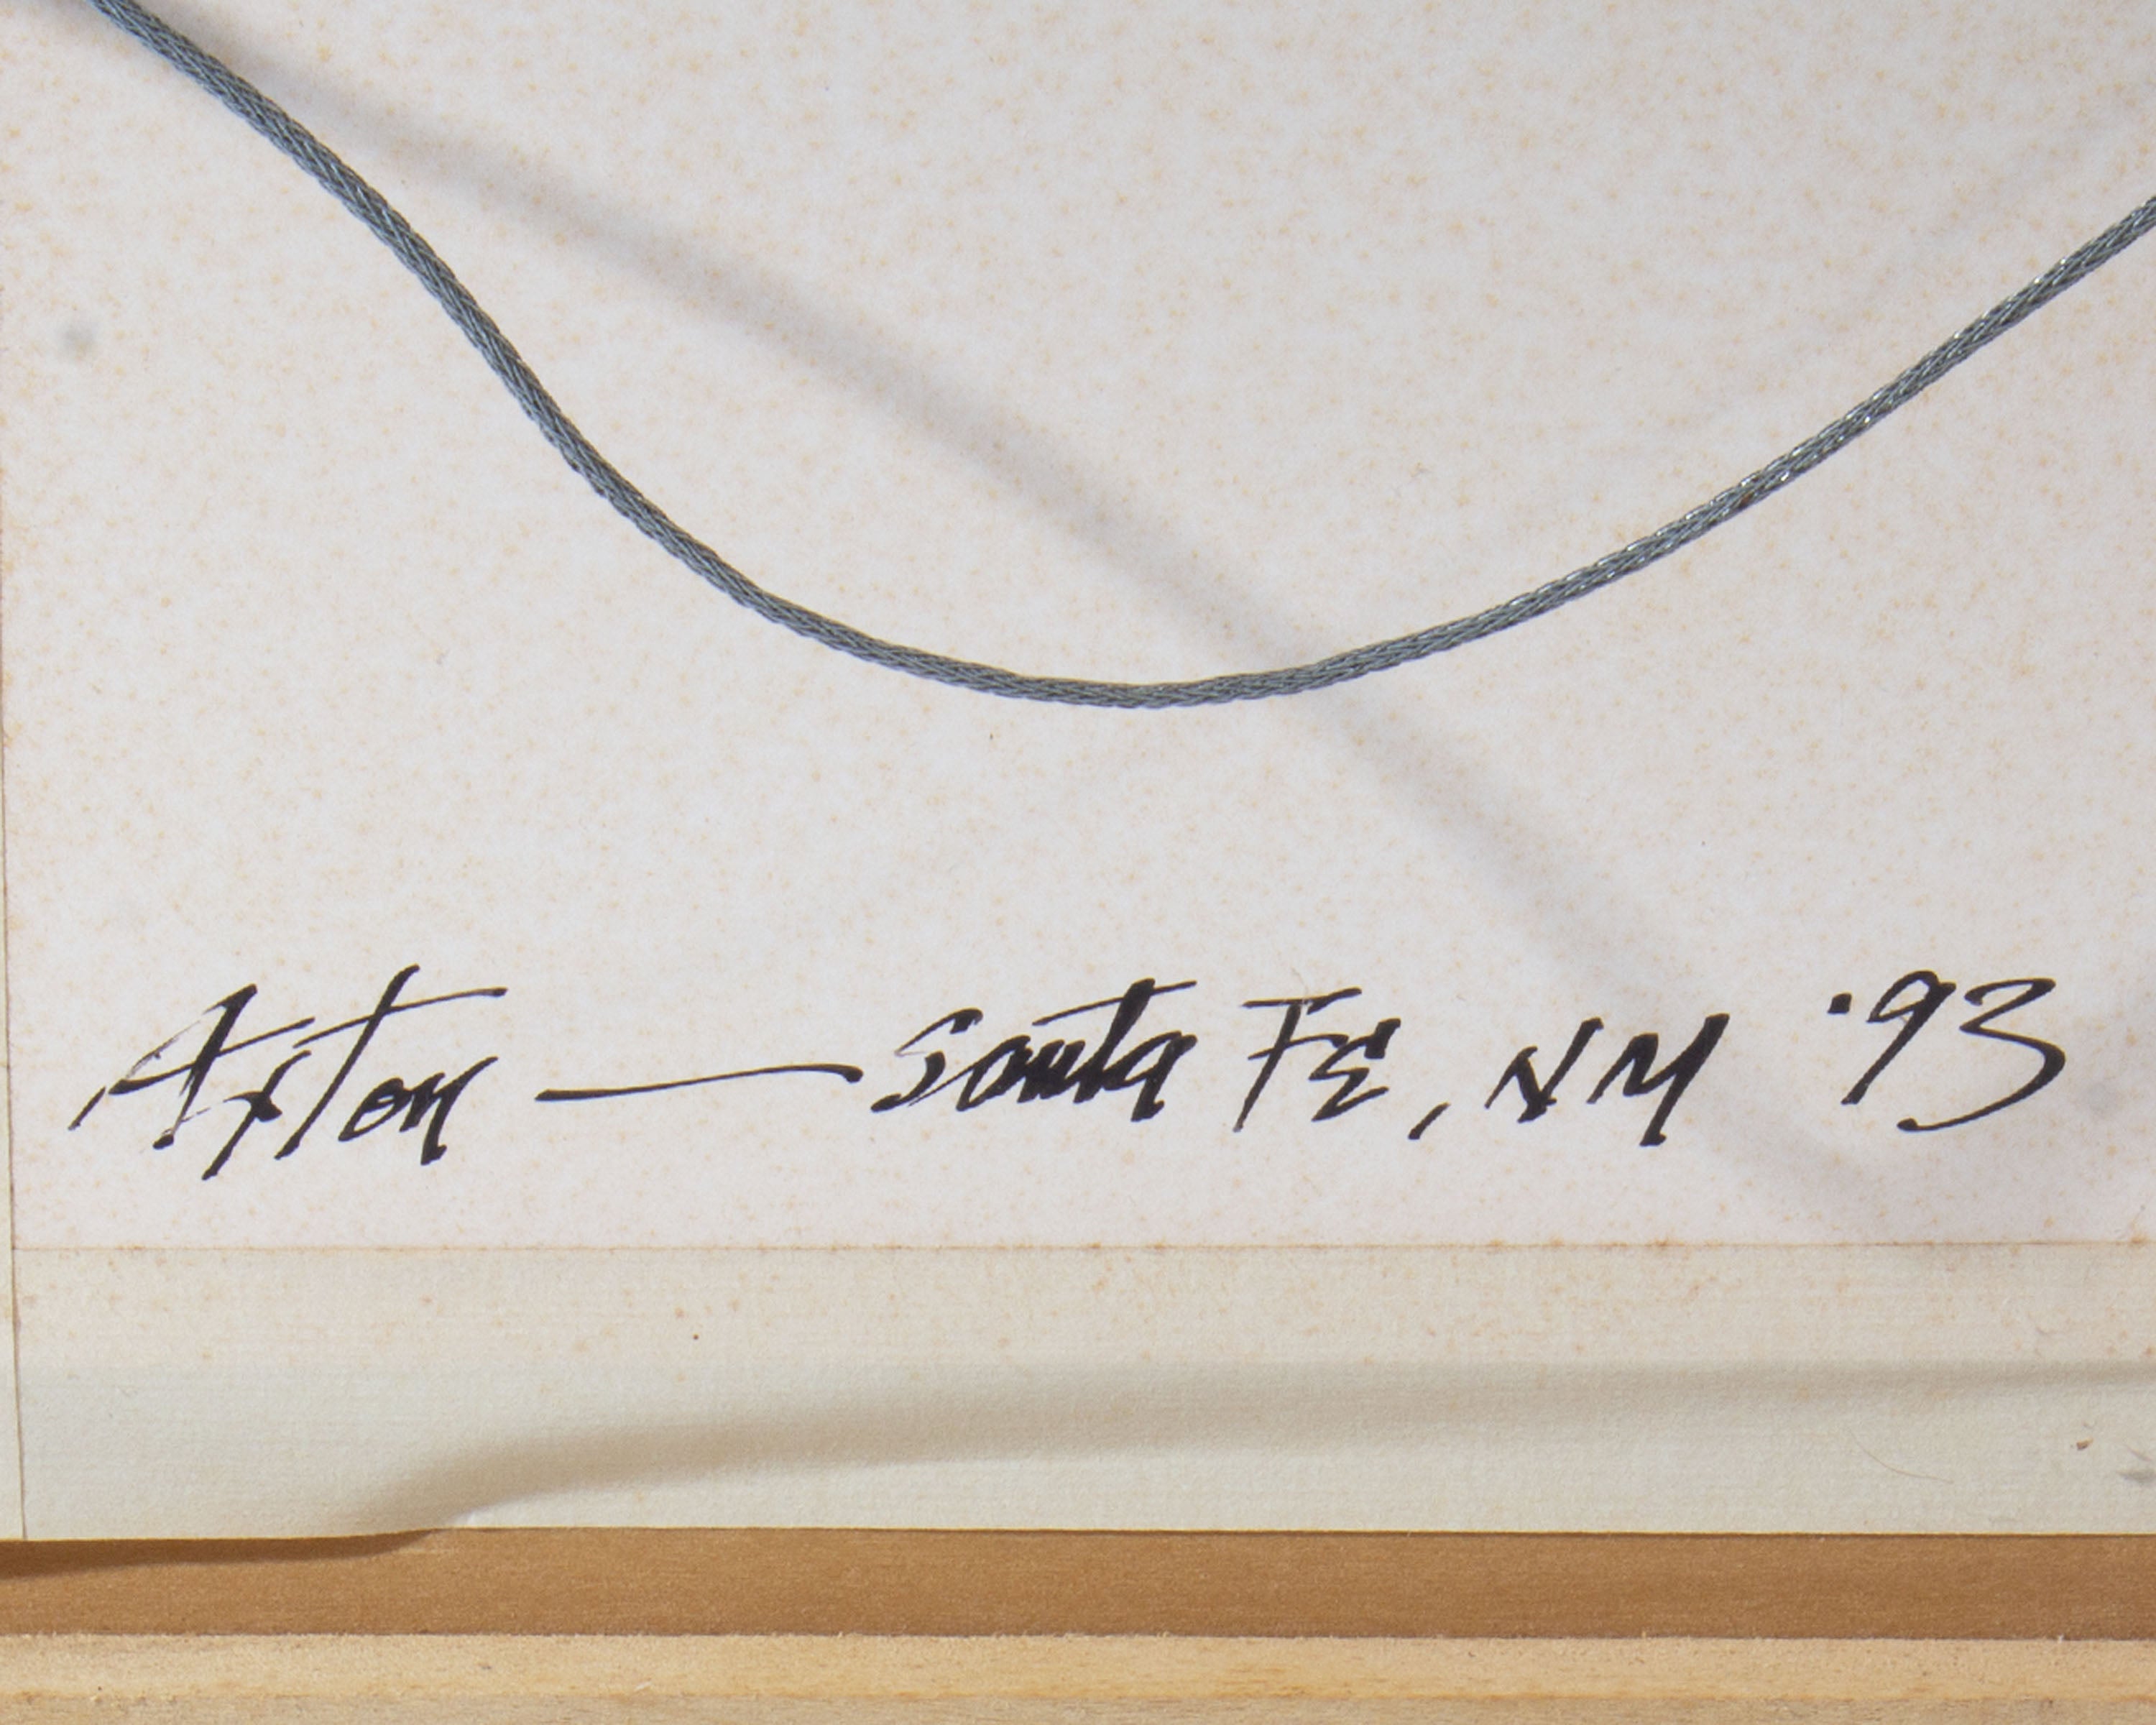 Axton — Santa FE, NM '93